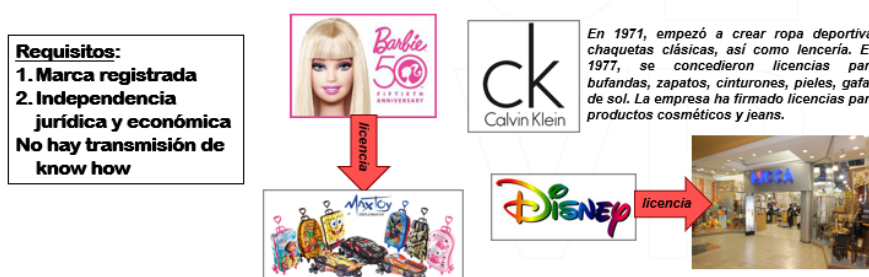 Requisitos:
1. Marca registrada
2. Independencia
jurídica y económica
No hay transmisión de
know how
Barbie
50
FIFTIETH
ANNIVERSARY
licencia
MAXTOY
ck
Calvin Klein
En 1971, empezó a crear ropa deportiva
chaquetas clásicas, así como lencería. E
1977, se concedieron licencias par
bufandas, zapatos, cinturones, pieles, gafa
de sol. La empresa ha firmado licencias par
productos cosméticos y jeans.
DISNEY
licencia